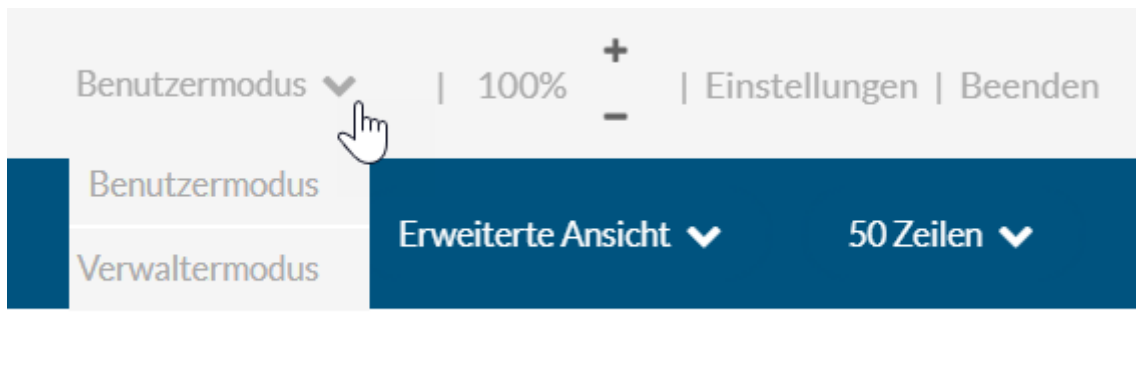 Benutzermodus | 100% + − | Einstellungen | Beenden
Benutzermodus
Erweiterte Ansicht 50 Zeilen
Verwaltermodus